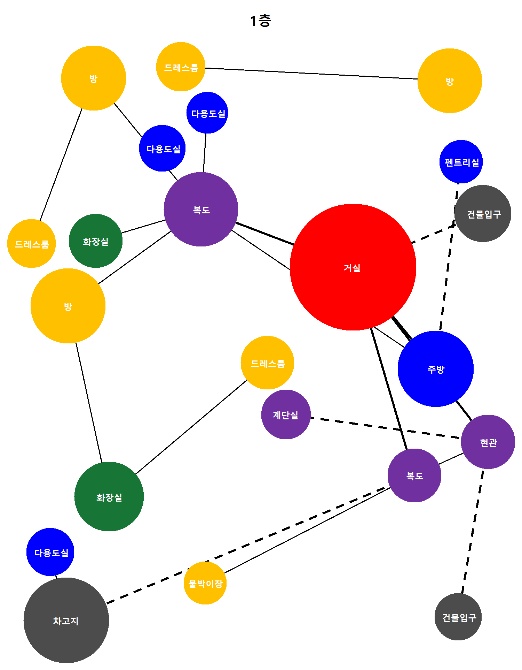 1층
드레스룸
방
방
다용도실
다용도실
펜트리실
복도
건물입구
화장실
드레스룸
거실
방
드레스룸
주방
계단실
현관
복도
화장실
다용도실
붙박이장
차고지
건물입구